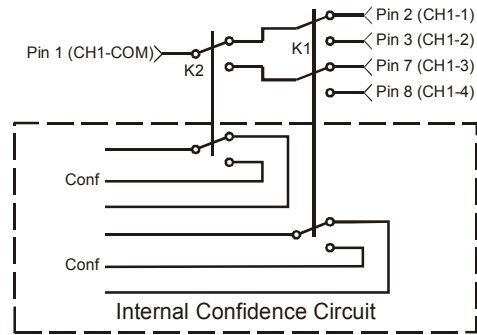 Pin 2 (CH1-1)
Pin 1 (CH1-COM)
K1
Pin 3 (CH1-2)
K2
Pin 7 (CH1-3)
Pin 8 (CH1-4)
Conf
Conf
Internal Confidence Circuit